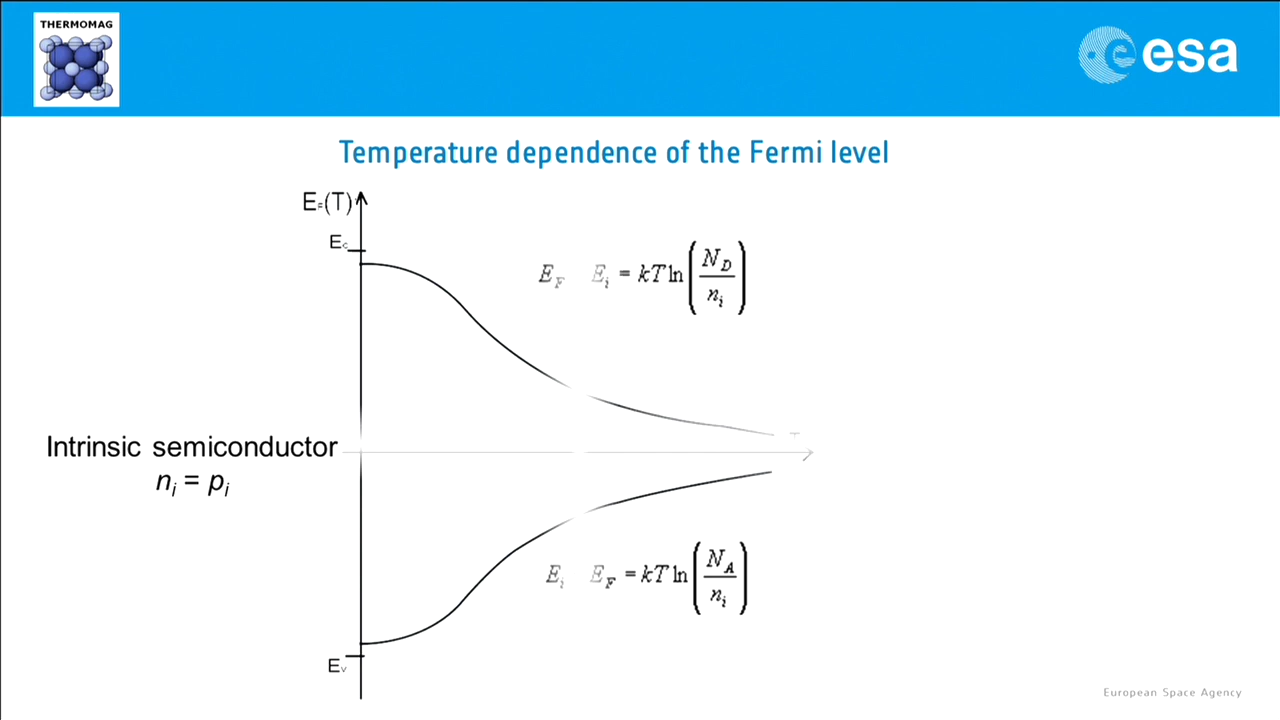 THERMOMAG
esa
Temperature dependence of the Fermi level
E_F(T)
E_c
E_F E_i = kT ln(N_D/n_i)
T
Intrinsic semiconductor
n_i = p_i
E_i E_F = kT ln(N_A/n_i)
E_v
European Space Agency